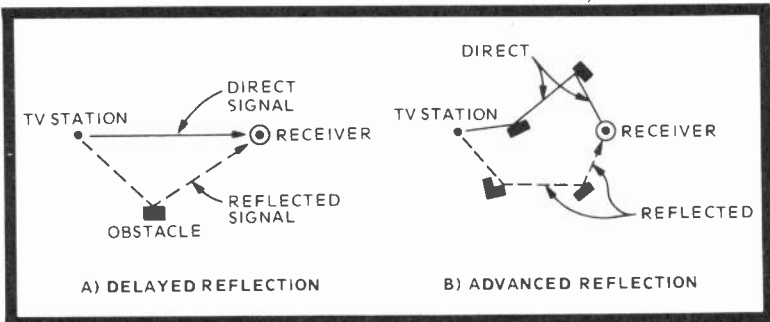 DIRECT
SIGNAL
TV STATION
RECEIVER
REFLECTED
SIGNAL
OBSTACLE
A) DELAYED REFLECTION
DIRECT
TV STATION
RECEIVER
REFLECTED
B) ADVANCED REFLECTION